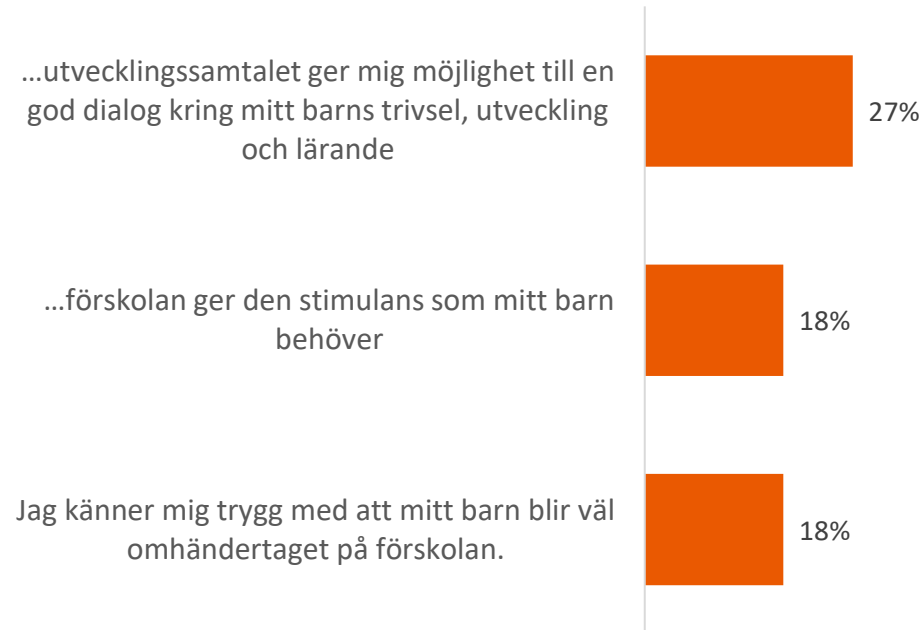 …utvecklingssamtalet ger mig möjlighet till en
god dialog kring mitt barns trivsel, utveckling
och lärande
27%
…förskolan ger den stimulans som mitt barn
behöver
18%
Jag känner mig trygg med att mitt barn blir väl
omhändertaget på förskolan.
18%